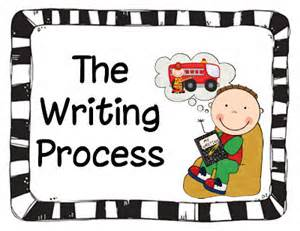 The
Writing
Process